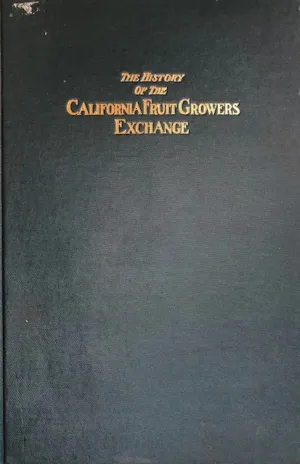 THE HISTORY
OF THE
CALIFORNIA FRUIT GROWERS
EXCHANGE